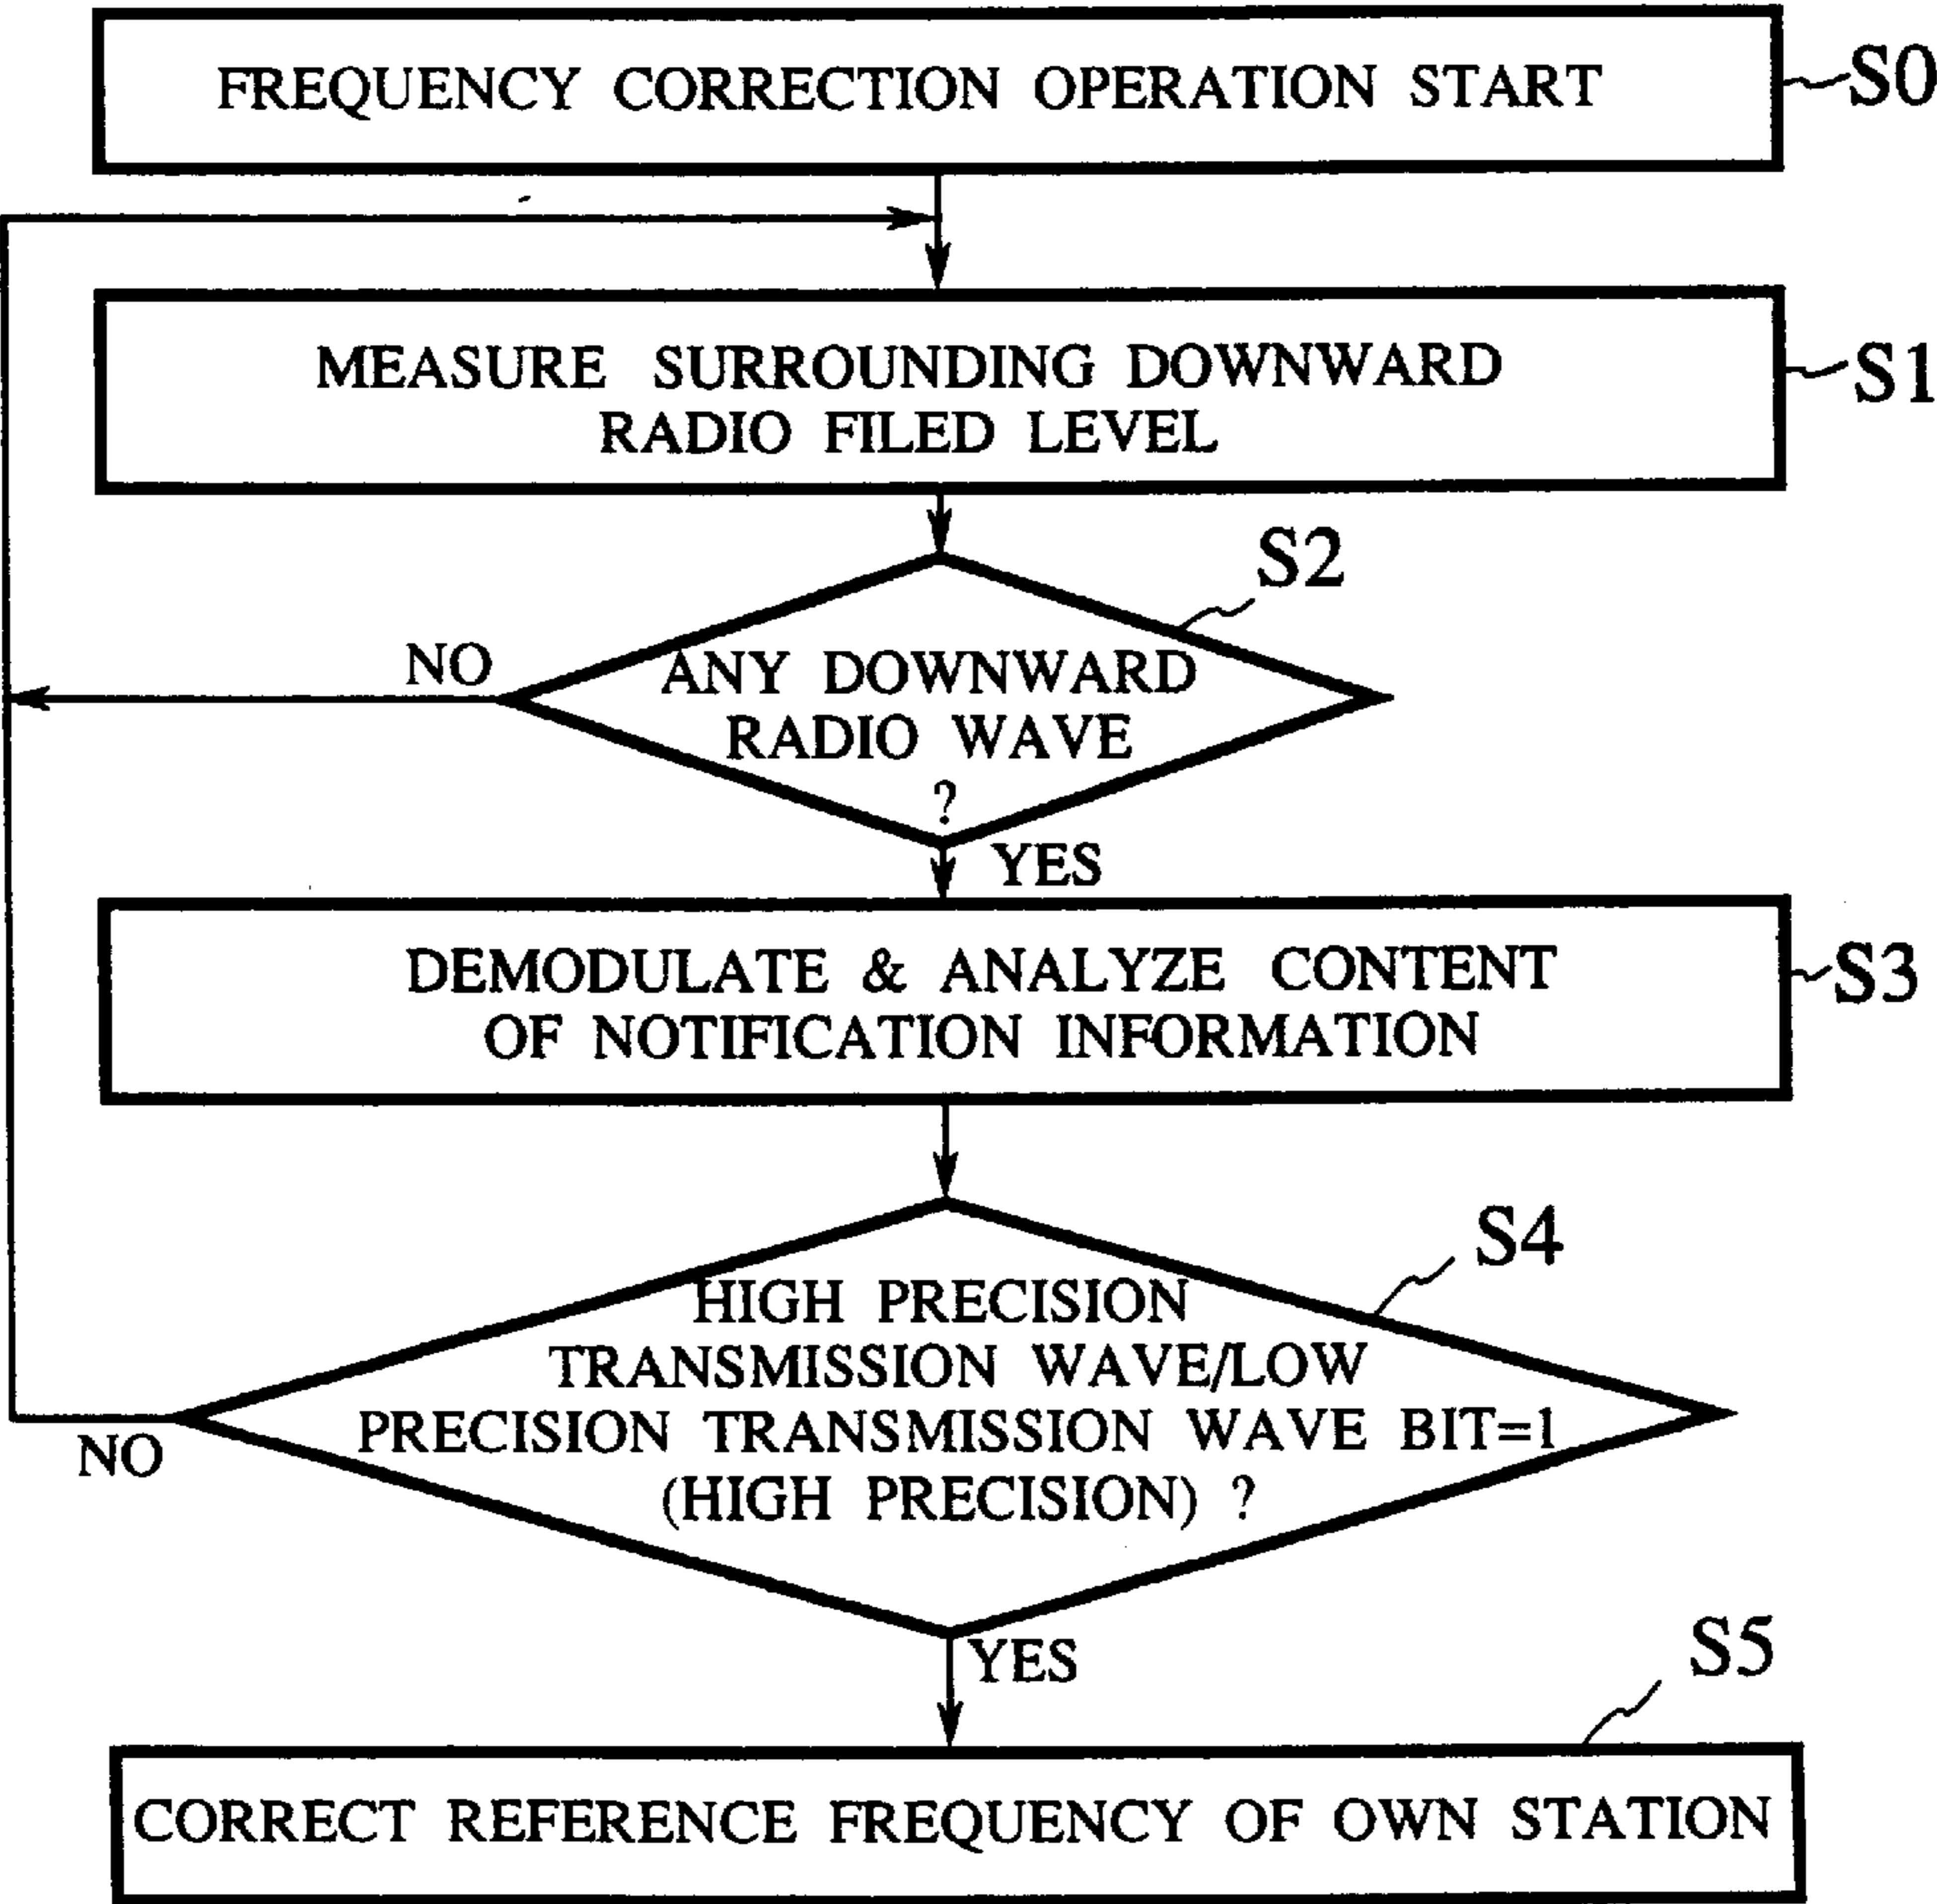 FREQUENCY CORRECTION OPERATION START
S0
MEASURE SURROUNDING DOWNWARD
RADIO FILED LEVEL
S1
S2
NO
ANY DOWNWARD
RADIO WAVE
?
YES
DEMODULATE & ANALYZE CONTENT
OF NOTIFICATION INFORMATION
S3
S4
HIGH PRECISION
TRANSMISSION WAVE/LOW
PRECISION TRANSMISSION WAVE BIT=1
(HIGH PRECISION) ?
NO
YES
S5
CORRECT REFERENCE FREQUENCY OF OWN STATION